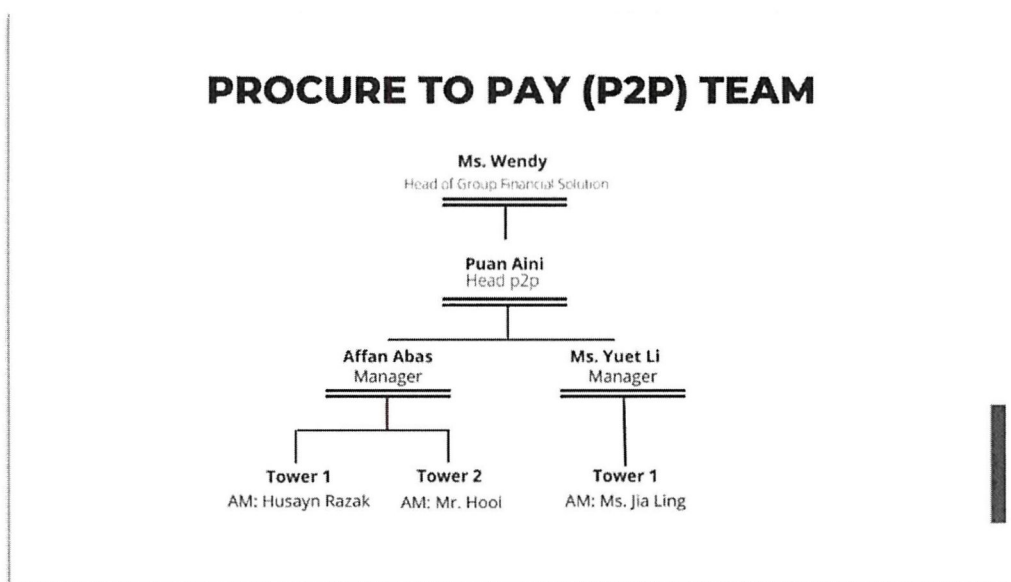 PROCURE TO PAY (P2P) TEAM
Ms. Wendy
Head of Group Financial Solution
Puan Aini
Head p2p
Affan Abas
Manager
Ms. Yuet Li
Manager
Tower 1
AM: Husayn Razak
Tower 2
AM: Mr. Hooi
Tower 1
AM: Ms. Jia Ling